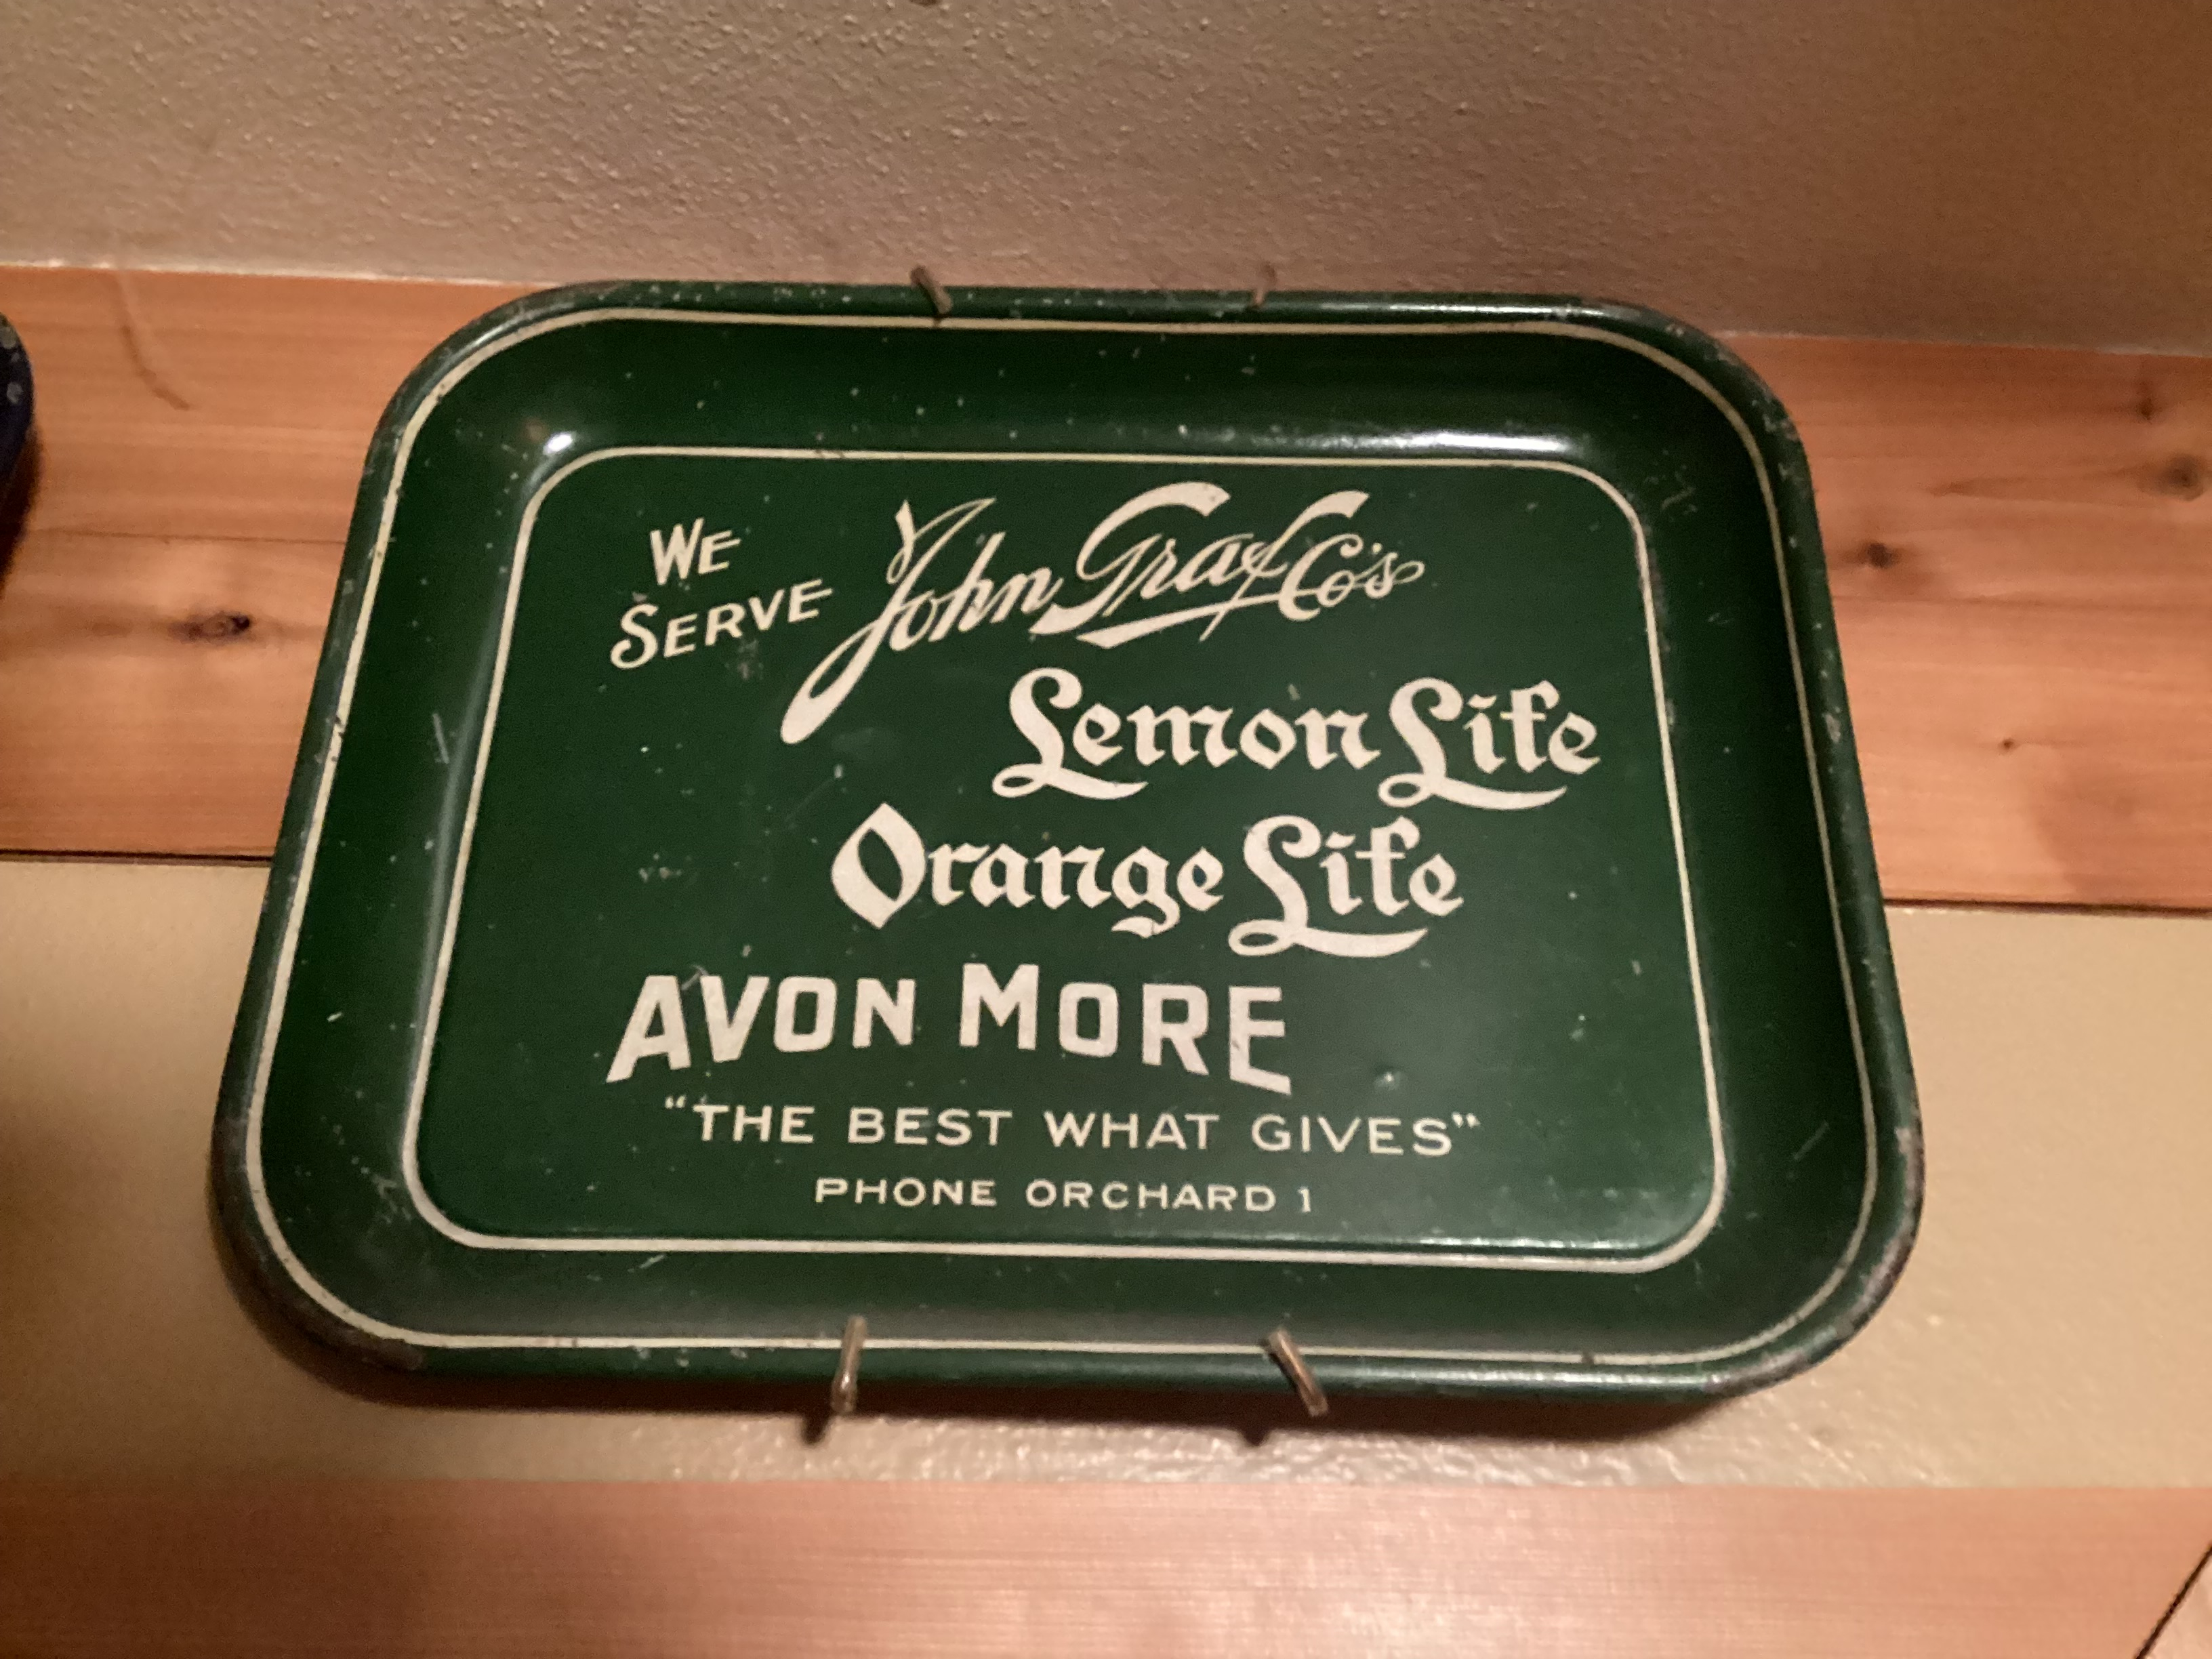 WE
SERVE John Graf Co's
Lemon Life
Orange Life
AVON MORE
"THE BEST WHAT GIVES"
PHONE ORCHARD 1